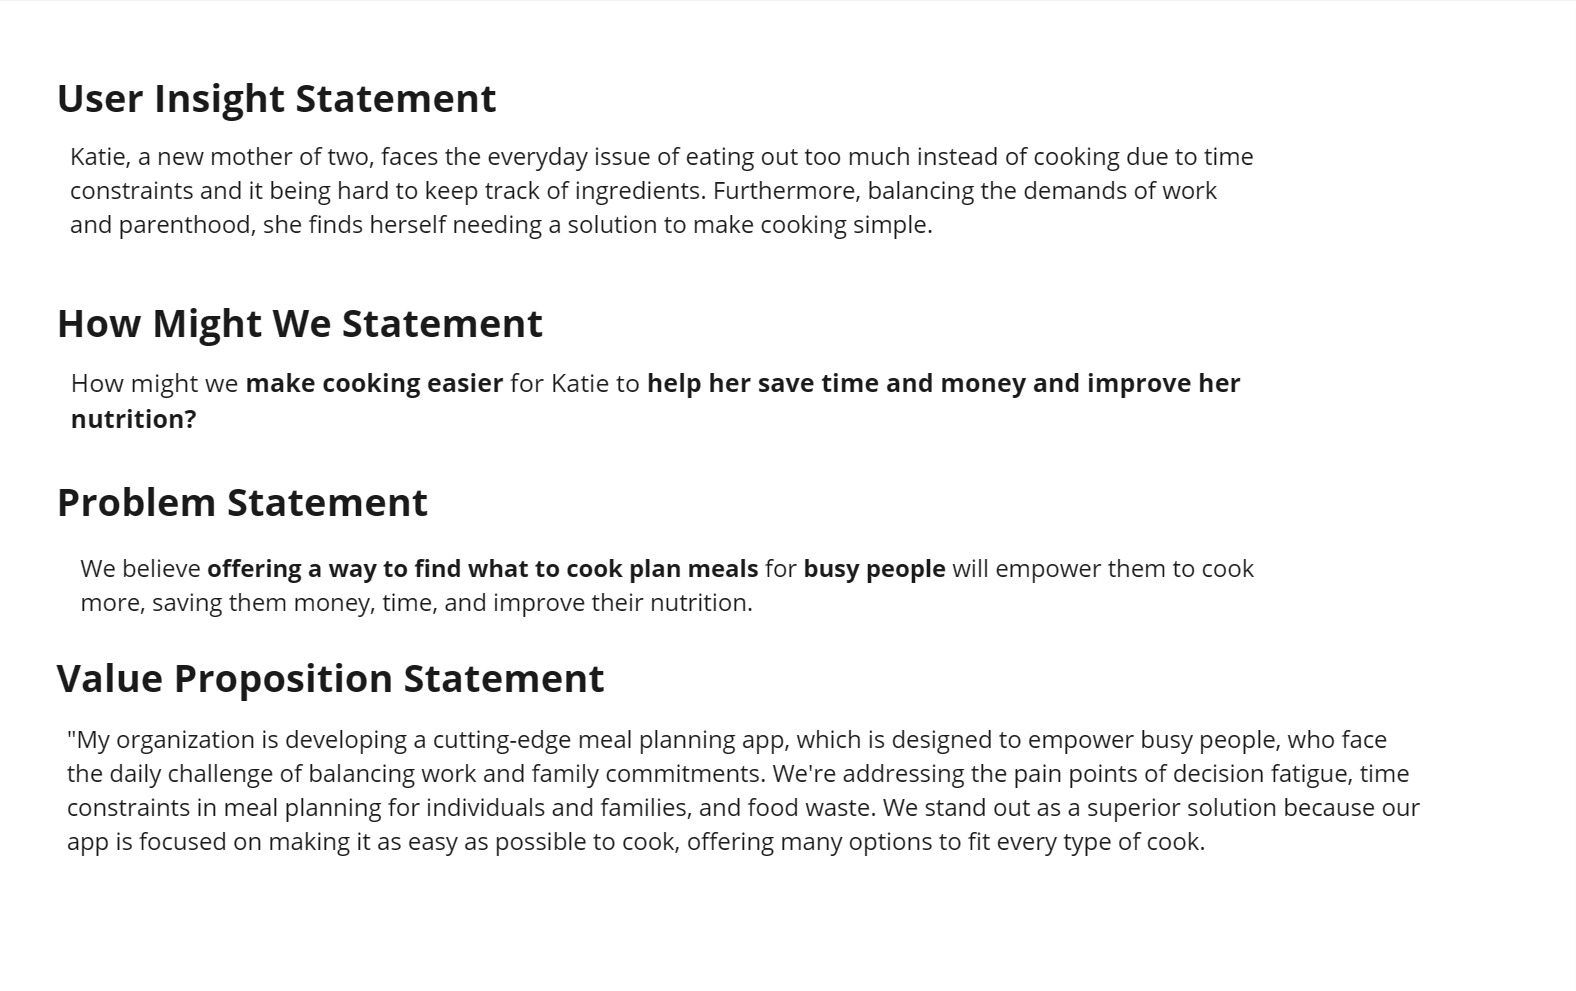 User Insight Statement
Katie, a new mother of two, faces the everyday issue of eating out too much instead of cooking due to time
constraints and it being hard to keep track of ingredients. Furthermore, balancing the demands of work
and parenthood, she finds herself needing a solution to make cooking simple.
How Might We Statement
How might we make cooking easier for Katie to help her save time and money and improve her
nutrition?
Problem Statement
We believe offering a way to find what to cook plan meals for busy people will empower them to cook
more, saving them money, time, and improve their nutrition.
Value Proposition Statement
"My organization is developing a cutting-edge meal planning app, which is designed to empower busy people, who face
the daily challenge of balancing work and family commitments. We're addressing the pain points of decision fatigue, time
constraints in meal planning for individuals and families, and food waste. We stand out as a superior solution because our
app is focused on making it as easy as possible to cook, offering many options to fit every type of cook.